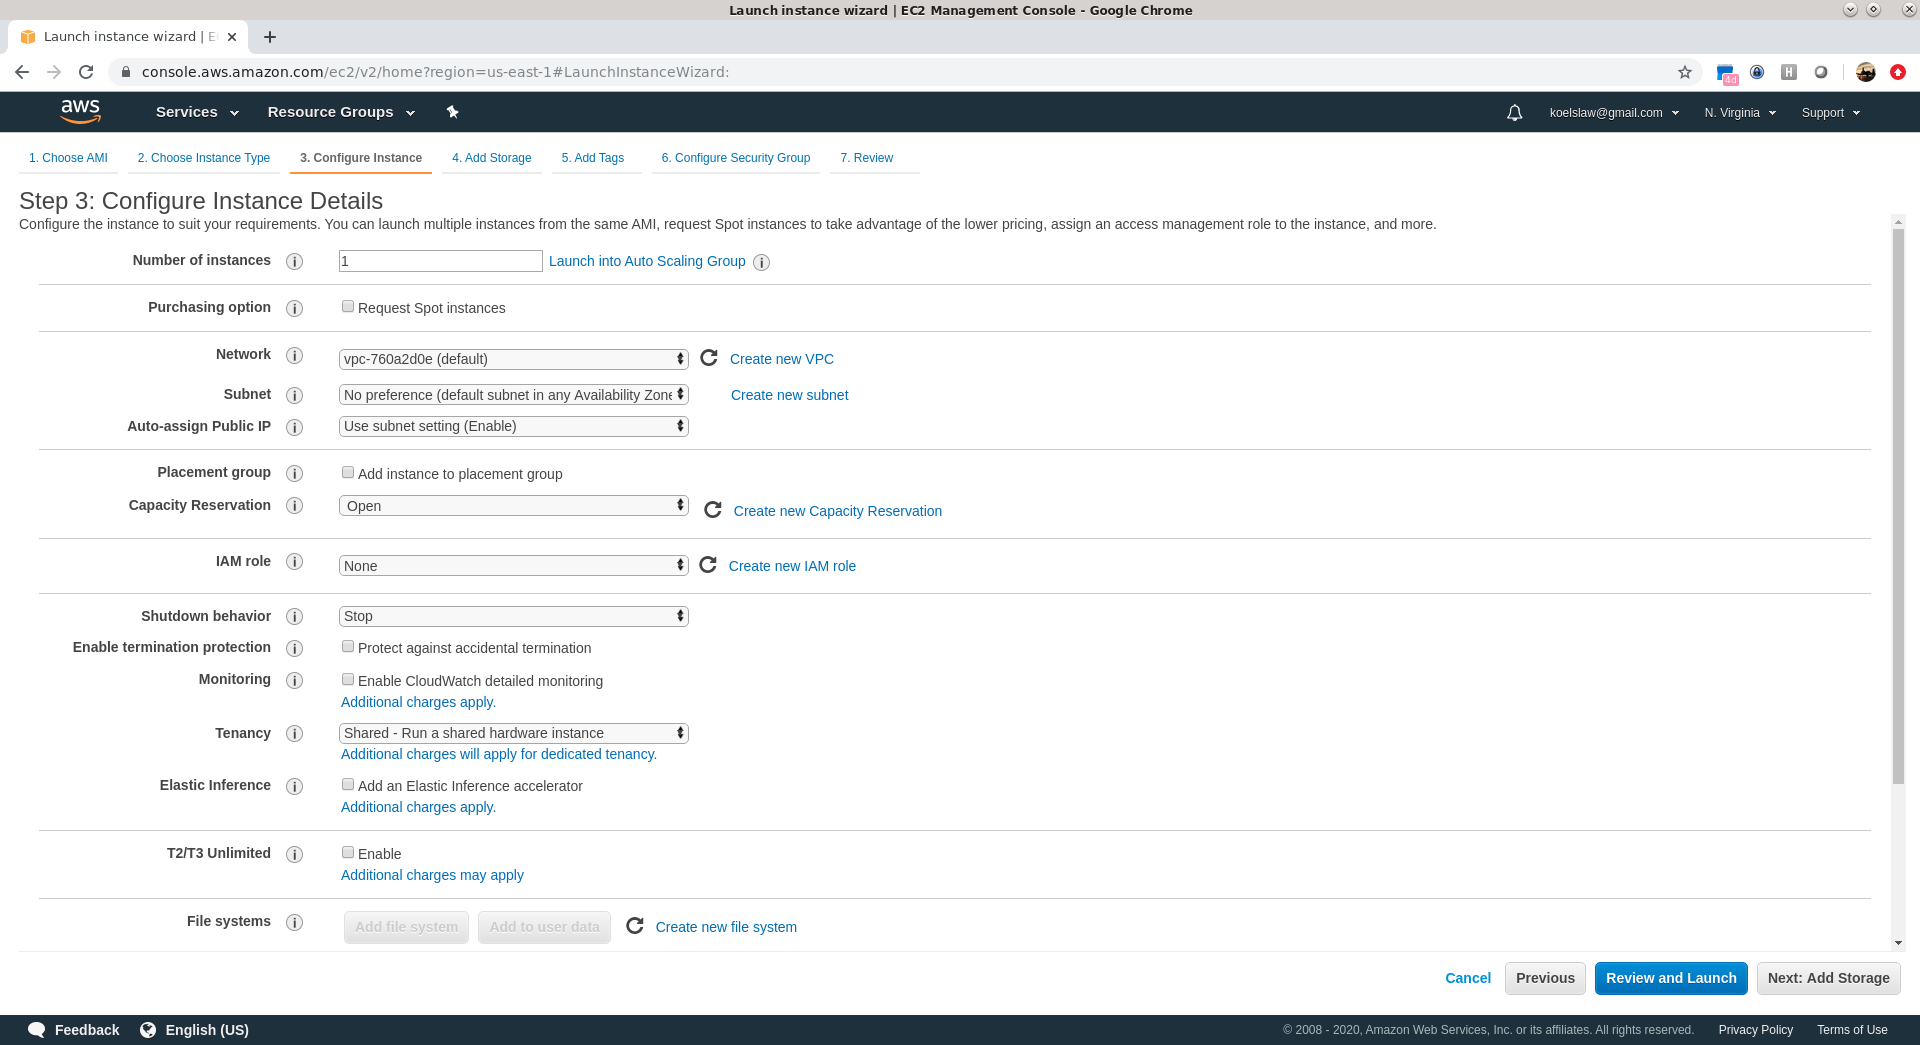 Launch instance wizard | EC2 Management Console - Google Chrome
Launch instance wizard | E
console.aws.amazon.com/ec2/v2/home?region=us-east-1#LaunchInstanceWizard:
4d
H
aws Services Resource Groups koelslaw@gmail.com N. Virginia Support
1. Choose AMI 2. Choose Instance Type 3. Configure Instance 4. Add Storage 5. Add Tags 6. Configure Security Group 7. Review
Step 3: Configure Instance Details
Configure the instance to suit your requirements. You can launch multiple instances from the same AMI, request Spot instances to take advantage of the lower pricing, assign an access management role to the instance, and more.
Number of instances i 1 Launch into Auto Scaling Group i
Purchasing option i Request Spot instances
Network i vpc-760a2d0e (default) Create new VPC
Subnet i No preference (default subnet in any Availability Zone Create new subnet
Auto-assign Public IP i Use subnet setting (Enable)
Placement group i Add instance to placement group
Capacity Reservation i Open Create new Capacity Reservation
IAM role i None Create new IAM role
Shutdown behavior i Stop
Enable termination protection i Protect against accidental termination
Monitoring i Enable CloudWatch detailed monitoring
Additional charges apply.
Tenancy i Shared - Run a shared hardware instance
Additional charges will apply for dedicated tenancy.
Elastic Inference i Add an Elastic Inference accelerator
Additional charges apply.
T2/T3 Unlimited i Enable
Additional charges may apply
File systems i Add file system Add to user data Create new file system
Cancel Previous Review and Launch Next: Add Storage
Feedback English (US) © 2008 - 2020, Amazon Web Services, Inc. or its affiliates. All rights reserved. Privacy Policy Terms of Use